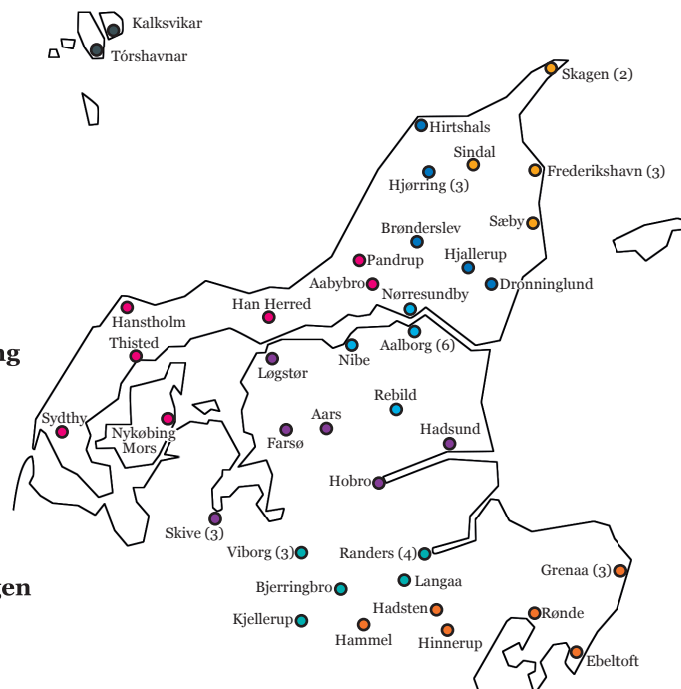 Kalksvikar
Tórshavnar
Skagen (2)
Hirtshals
Sindal
Frederikshavn (3)
Hjørring (3)
Sæby
Brønderslev
Pandrup
Hjallerup
Aabybro
Dronninglund
Nørresundby
Han Herred
Hanstholm
Thisted
ng
Aalborg (6)
Nibe
Løgstør
Rebild
Sydthy
Aars
Nykøbing
Mors
Farsø
Hadsund
Hobro
Skive (3)
Viborg (3)
Randers (4)
Grenaa (3)
Langaa
Bjerringbro
gen
Hadsten
Rønde
Kjellerup
Hammel
Hinnerup
Ebeltoft